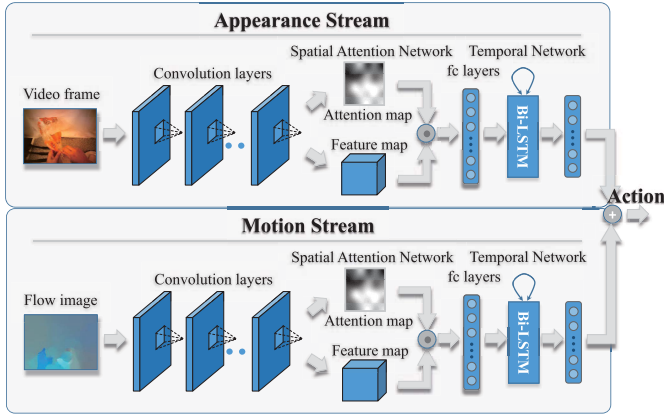 Appearance Stream
Spatial Attention Network
Temporal Network
Convolution layers
fc layers
Video frame
Attention map
Feature map
Bi-LSTM
Action
+
Motion Stream
Spatial Attention Network
Temporal Network
Convolution layers
fc layers
Flow image
Attention map
Feature map
Bi-LSTM